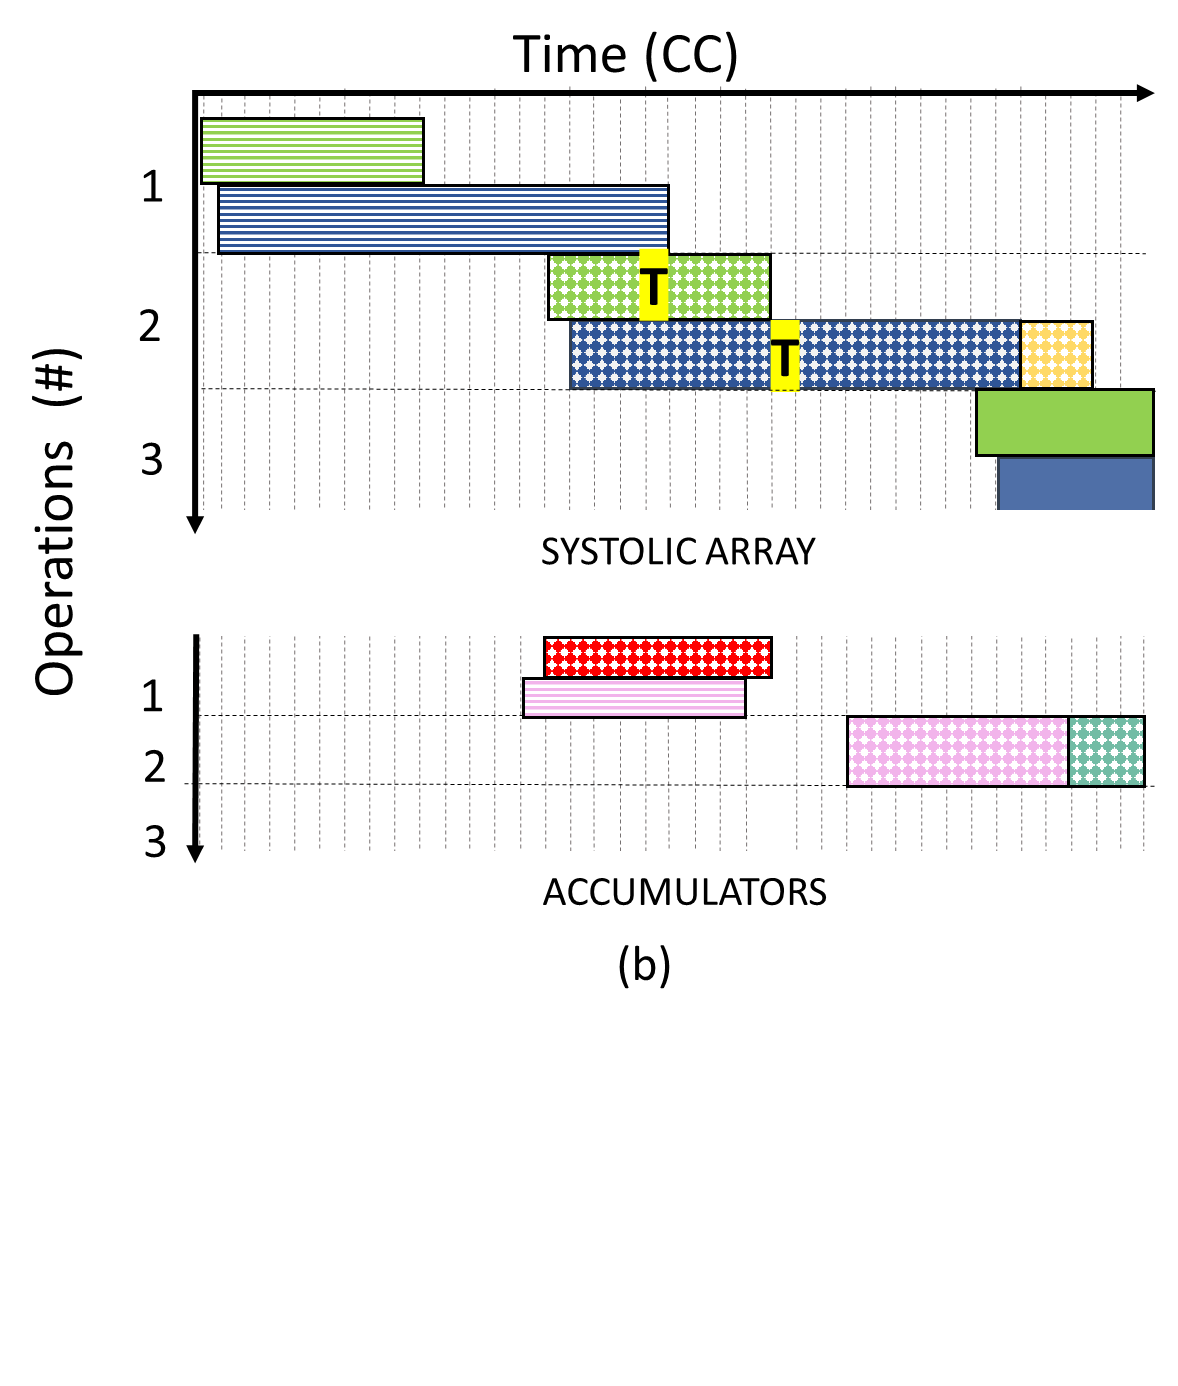 Time (CC)
Operations (#)
1
T
2
T
3
SYSTOLIC ARRAY
1
2
3
ACCUMULATORS
(b)